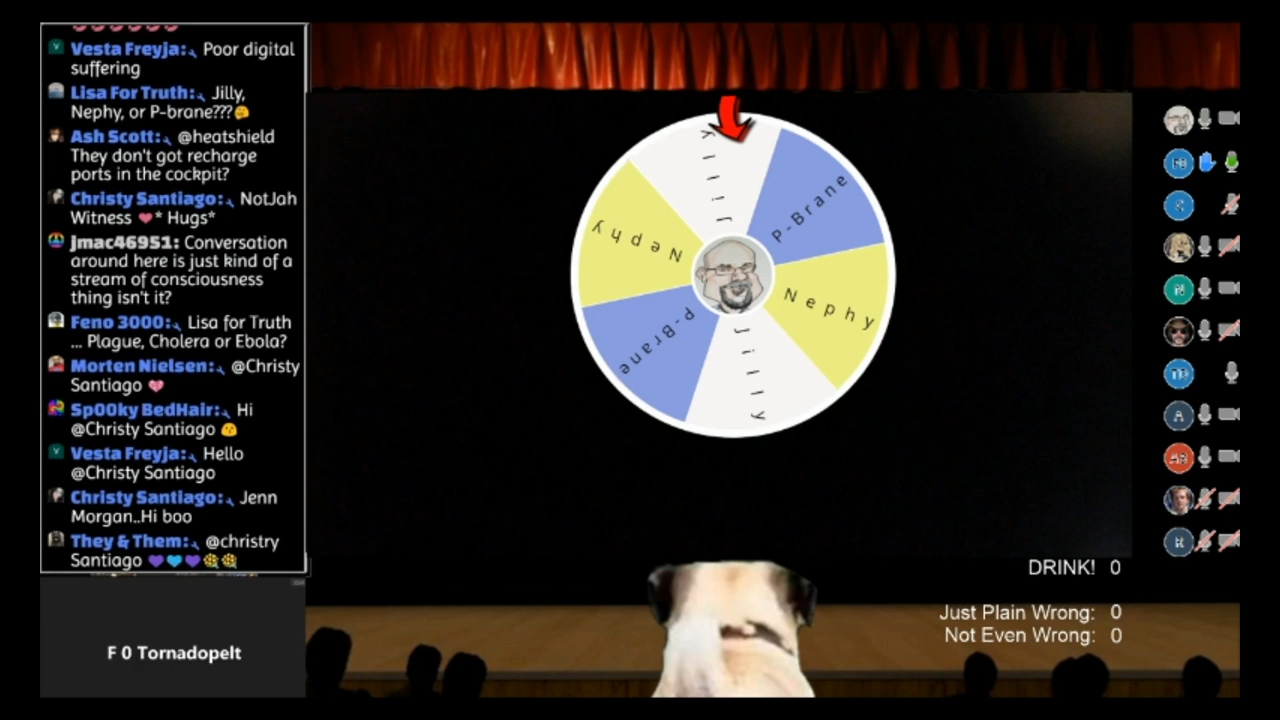 Vesta Freyja: Poor digital
suffering
Lisa For Truth: Jilly,
Nephy, or P-brane???🤔
Ash Scott: @heatshield
They don't got recharge
ports in the cockpit?
Christy Santiago: NotJah
Witness ❤* Hugs*
jmac46951: Conversation
around here is just kind of a
stream of consciousness
thing isn't it?
Feno 3000: Lisa for Truth
... Plague, Cholera or Ebola?
Morten Nielsen: @Christy
Santiago 💖
Sp00ky BedHair: Hi
@Christy Santiago 😗
Vesta Freyja: Hello
@Christy Santiago
Christy Santiago: Jenn
Morgan..Hi boo
They & Them: @christry
Santiago 💜💙💜
F 0 Tornadopelt
Jilly
P-Brane
Nephy
Jilly
P-Brane
Nephy
DRINK! 0
Just Plain Wrong: 0
Not Even Wrong: 0